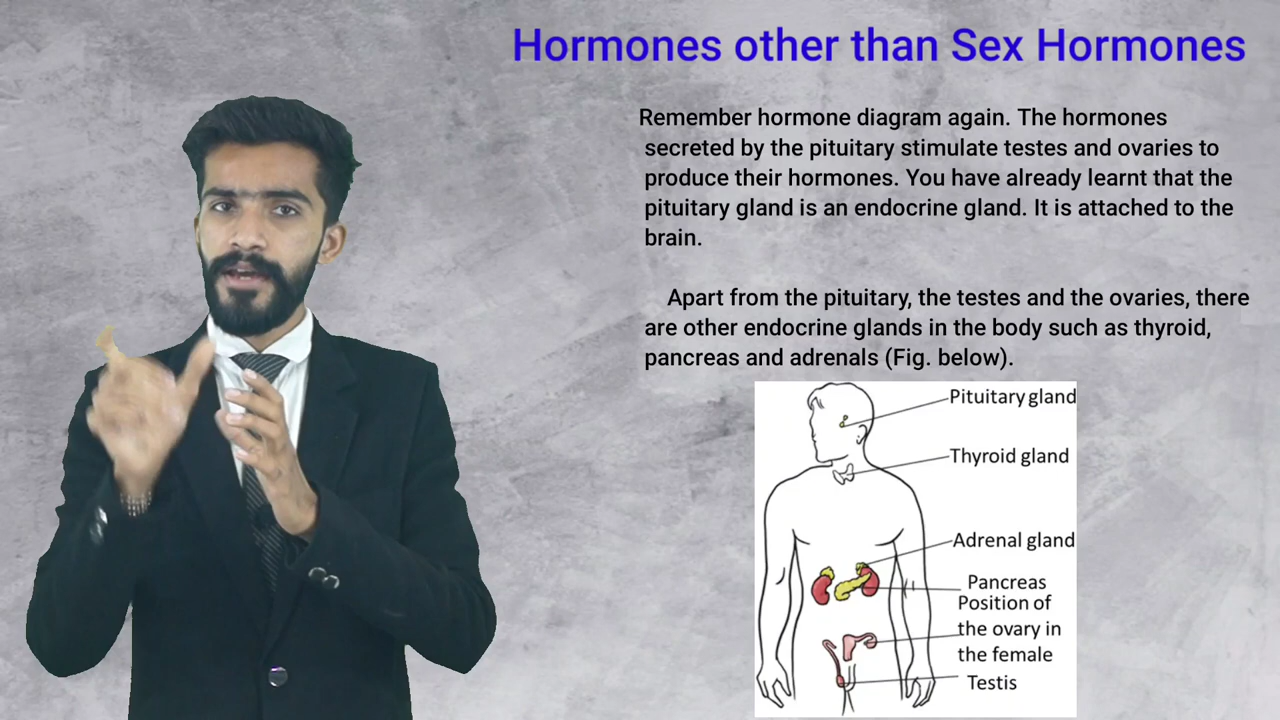 Hormones other than Sex Hormones
Remember hormone diagram again. The hormones
secreted by the pituitary stimulate testes and ovaries to
produce their hormones. You have already learnt that the
pituitary gland is an endocrine gland. It is attached to the
brain.
Apart from the pituitary, the testes and the ovaries, there
are other endocrine glands in the body such as thyroid,
pancreas and adrenals (Fig. below).
Pituitary gland
Thyroid gland
Adrenal gland
Pancreas
Position of
the ovary in
the female
Testis